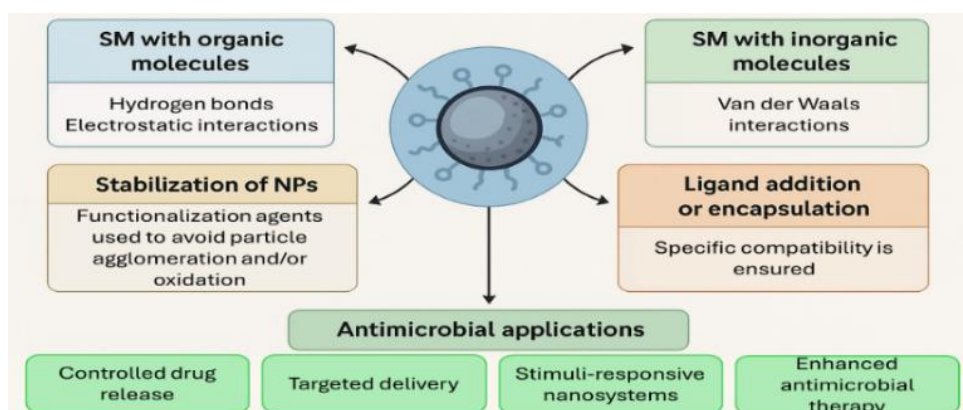 SM with organic
molecules
Hydrogen bonds
Electrostatic interactions
SM with inorganic
molecules
Van der Waals
interactions
Stabilization of NPs
Functionalization agents
used to avoid particle
agglomeration and/or
oxidation
Ligand addition
or encapsulation
Specific compatibility is
ensured
Antimicrobial applications
Controlled drug
release
Targeted delivery
Stimuli-responsive
nanosystems
Enhanced
antimicrobial
therapy